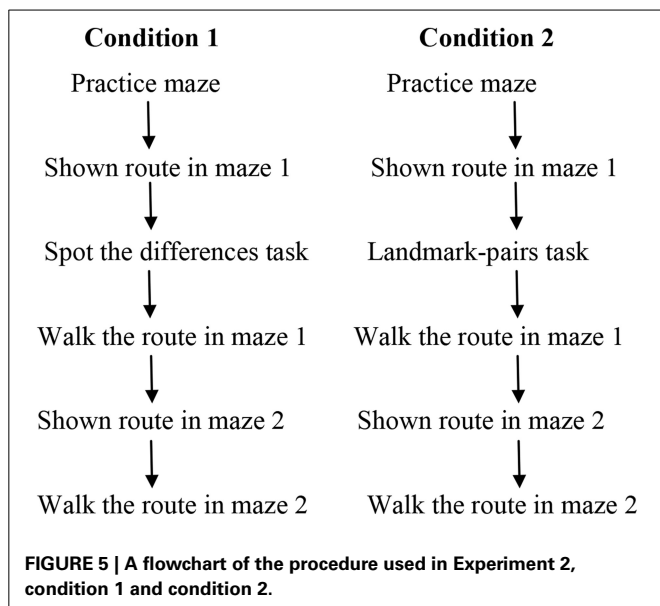 Condition 1
Practice maze
Shown route in maze 1
Spot the differences task
Walk the route in maze 1
Shown route in maze 2
Walk the route in maze 2
Condition 2
Practice maze
Shown route in maze 1
Landmark-pairs task
Walk the route in maze 1
Shown route in maze 2
Walk the route in maze 2
FIGURE 5 | A flowchart of the procedure used in Experiment 2,
condition 1 and condition 2.